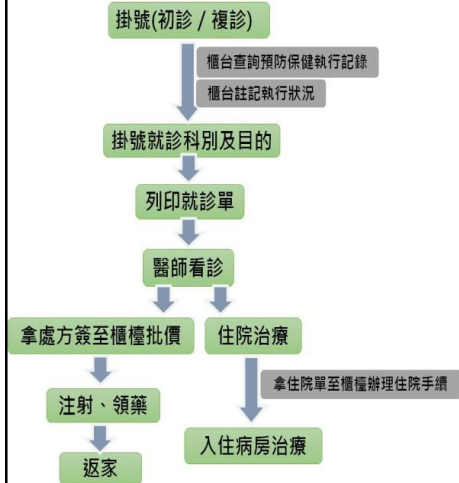 掛號(初診 / 複診)
櫃台查詢預防保健執行記錄
櫃台註記執行狀況
掛號就診科別及目的
列印就診單
醫師看診
拿處方簽至櫃檯批價
住院治療
拿住院單至櫃檯辦理住院手續
注射、領藥
入住病房治療
返家